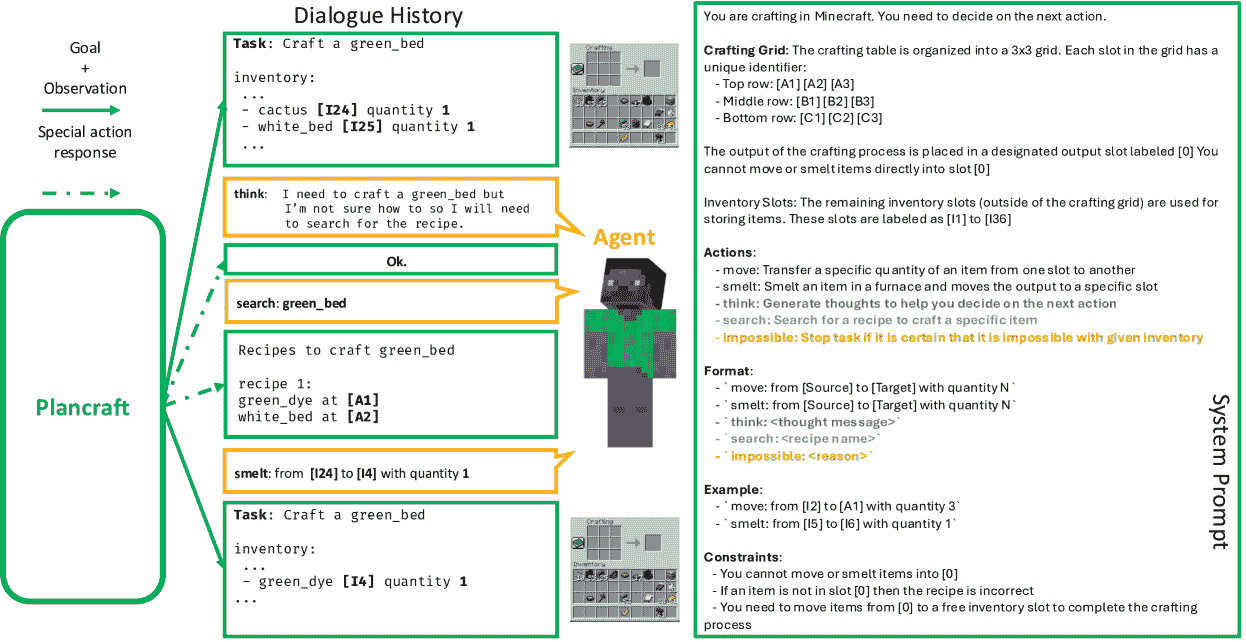 Dialogue History
Goal
+
Observation
Special action
response
Plancraft
Task: Craft a green_bed
inventory:
...
- cactus [I24] quantity 1
- white_bed [I25] quantity 1
...
think: I need to craft a green_bed but
I'm not sure how to so I will need
to search for the recipe.
Ok.
search: green_bed
Recipes to craft green_bed
recipe 1:
green_dye at [A1]
white_bed at [A2]
smelt: from [I24] to [I4] with quantity 1
Task: Craft a green_bed
inventory:
...
- green_dye [I4] quantity 1
...
Crafting
Inventory
Agent
Crafting
Inventory
You are crafting in Minecraft. You need to decide on the next action.
Crafting Grid: The crafting table is organized into a 3x3 grid. Each slot in the grid has a
unique identifier:
- Top row: [A1] [A2] [A3]
- Middle row: [B1] [B2] [B3]
- Bottom row: [C1] [C2] [C3]
The output of the crafting process is placed in a designated output slot labeled [0] You
cannot move or smelt items directly into slot [0]
Inventory Slots: The remaining inventory slots (outside of the crafting grid) are used for
storing items. These slots are labeled as [I1] to [I36]
Actions:
- move: Transfer a specific quantity of an item from one slot to another
- smelt: Smelt an item in a furnace and moves the output to a specific slot
- think: Generate thoughts to help you decide on the next action
- search: Search for a recipe to craft a specific item
- impossible: Stop task if it is certain that it is impossible with given inventory
Format:
- `move: from [Source] to [Target] with quantity N`
- `smelt: from [Source] to [Target] with quantity N`
- `think: <thought message>`
- `search: <recipe name>`
- `impossible: <reason>`
Example:
- `move: from [I2] to [A1] with quantity 3`
- `smelt: from [I5] to [I6] with quantity 1`
Constraints:
- You cannot move or smelt items into [0]
- If an item is not in slot [0] then the recipe is incorrect
- You need to move items from [0] to a free inventory slot to complete the crafting
process
System Prompt